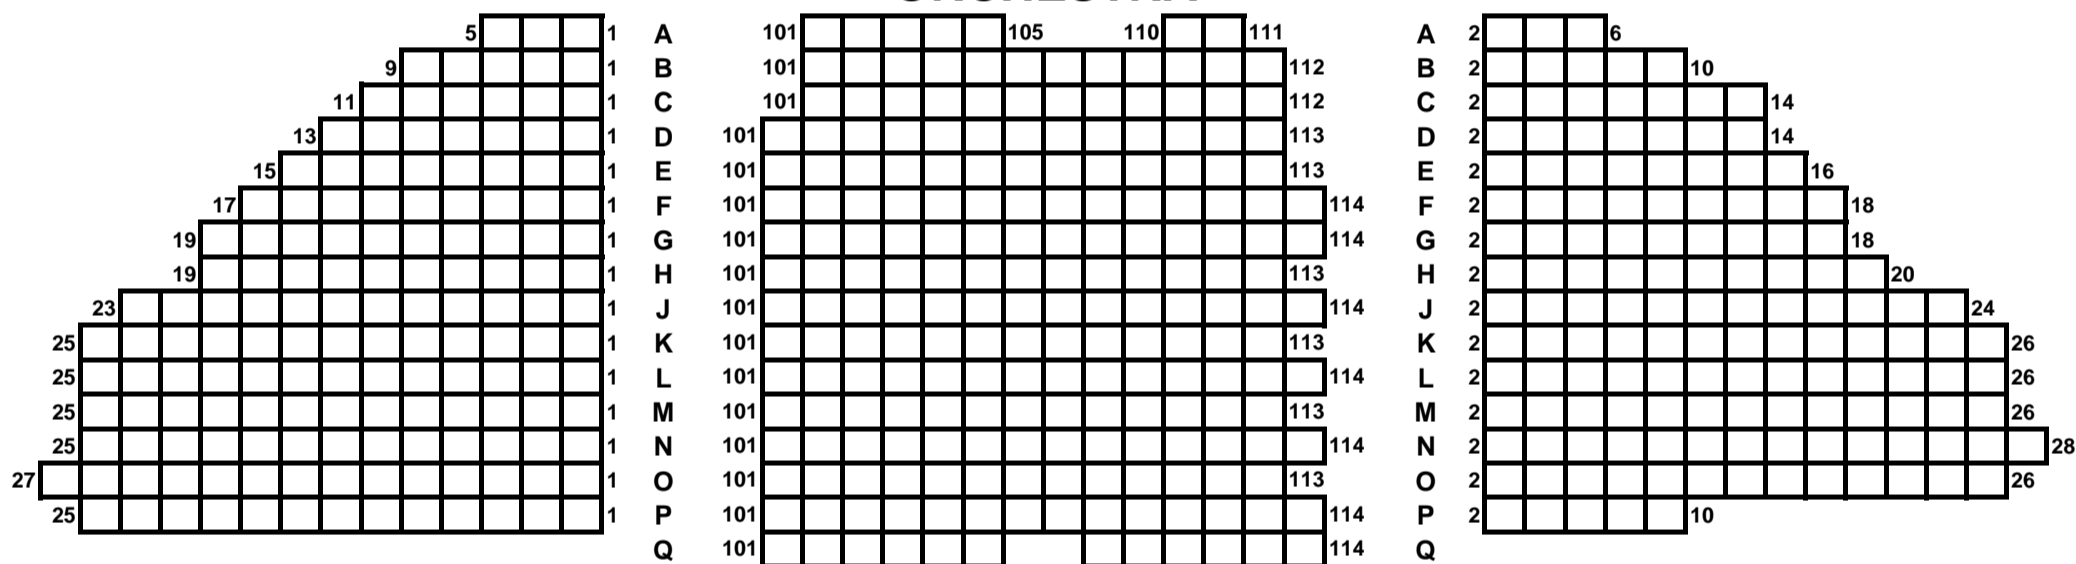 5 1 A 101 105 110 111 A 2 6
9 1 B 101 112 B 2 10
11 1 C 101 112 C 2 14
13 1 D 101 113 D 2 14
15 1 E 101 113 E 2 16
17 1 F 101 114 F 2 18
19 1 G 101 114 G 2 18
19 1 H 101 113 H 2 20
23 1 J 101 114 J 2 24
25 1 K 101 113 K 2 26
25 1 L 101 114 L 2 26
25 1 M 101 113 M 2 26
25 1 N 101 114 N 2 28
27 1 O 101 113 O 2 26
25 1 P 101 114 P 2 10
Q 101 114 Q